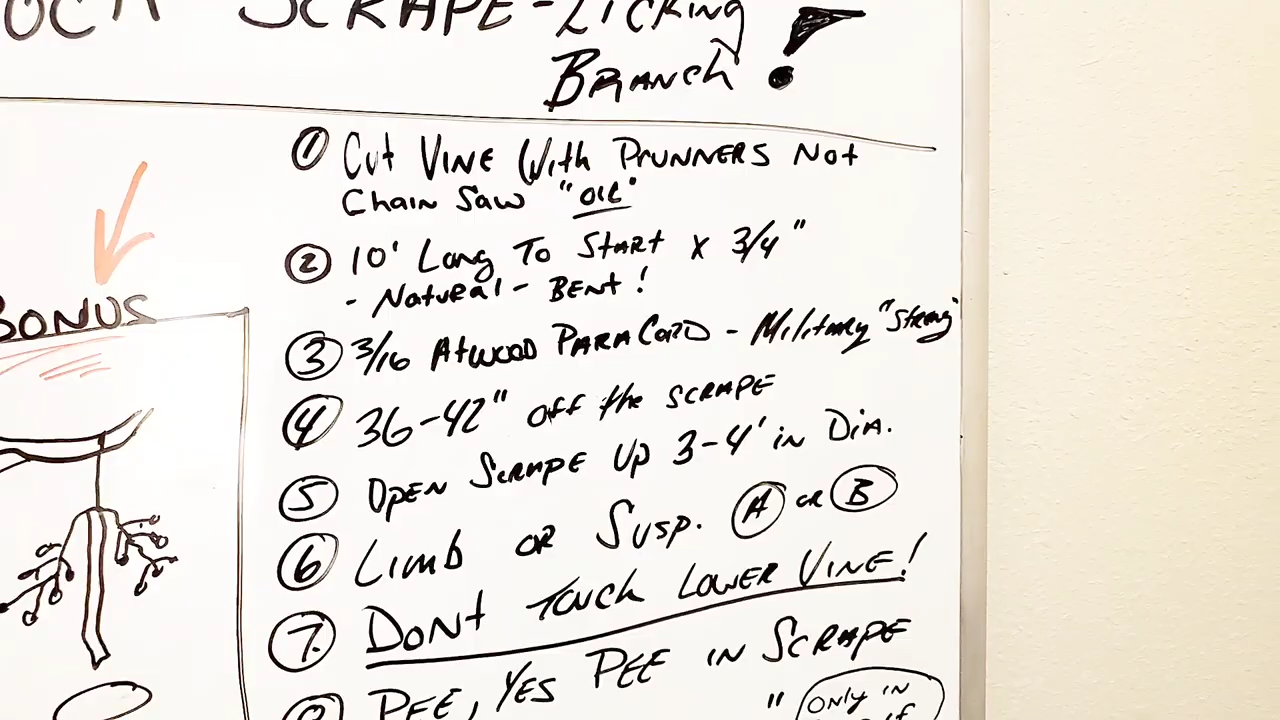 SCRAPE-LICKING
BRANCH!
① Cut VINE With PRUNNERS Not
Chain Saw "OIL"
② 10' Long To START x 3/4"
- Natural - BENT!
③ 3/16 AtWOOD PARACORD - Military "Strong"
④ 36-42" off the SCRAPE
⑤ OPEN SCRAPE Up 3-4' in DIA.
⑥ LIMB OR SUSP. Ⓐ OR Ⓑ
⑦. DONt TOUCH LOWER VINE!
⑧ PEE, YES PEE IN SCRAPE
" ONLY IN
BONUS